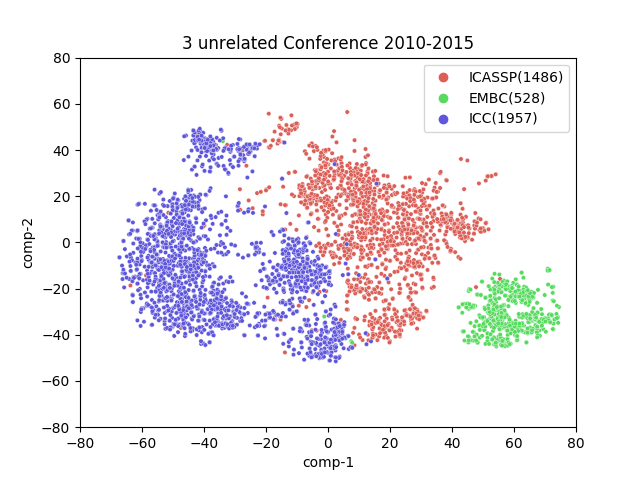 3 unrelated Conference 2010-2015
ICASSP(1486)
EMBC(528)
ICC(1957)
80
60
40
20
0
−20
−40
−60
−80
comp-2
−80 −60 −40 −20 0 20 40 60 80
comp-1